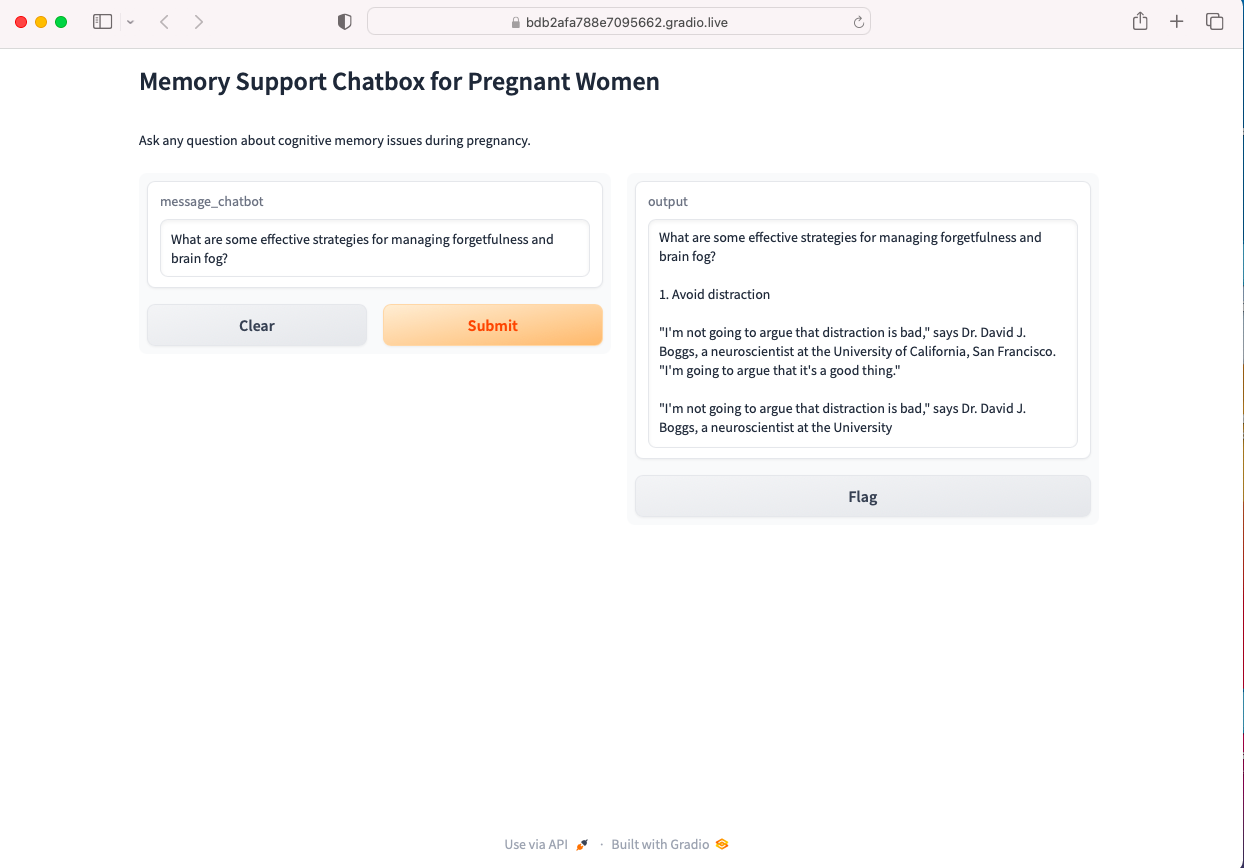 bdb2afa788e7095662.gradio.live
Memory Support Chatbox for Pregnant Women
Ask any question about cognitive memory issues during pregnancy.
message_chatbot
What are some effective strategies for managing forgetfulness and
brain fog?
Clear
Submit
output
What are some effective strategies for managing forgetfulness and
brain fog?
1. Avoid distraction
"I'm not going to argue that distraction is bad," says Dr. David J.
Boggs, a neuroscientist at the University of California, San Francisco.
"I'm going to argue that it's a good thing."
"I'm not going to argue that distraction is bad," says Dr. David J.
Boggs, a neuroscientist at the University
Flag
Use via API · Built with Gradio